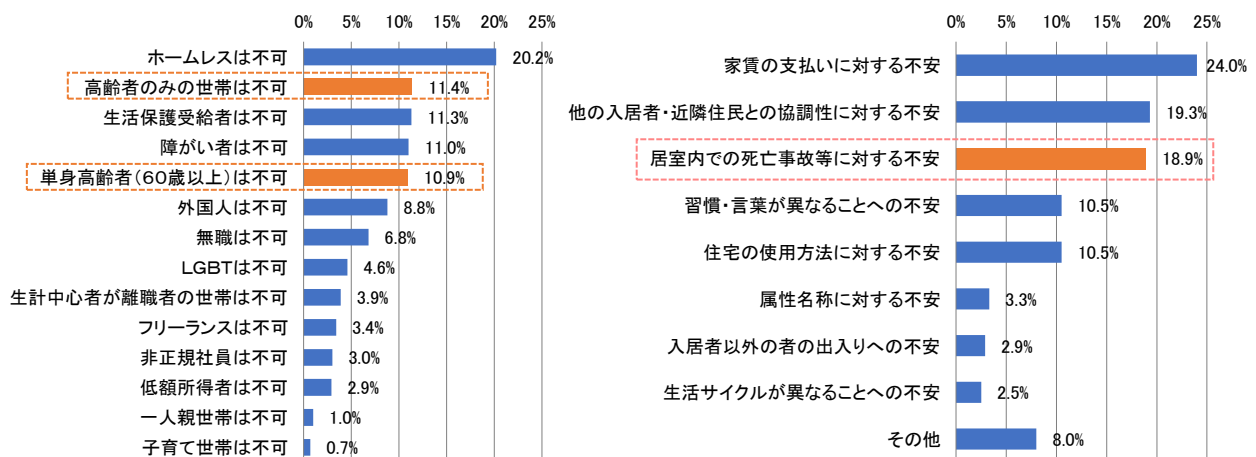 0% 5% 10% 15% 20% 25%
ホームレスは不可 20.2%
高齢者のみの世帯は不可 11.4%
生活保護受給者は不可 11.3%
障がい者は不可 11.0%
単身高齢者(60歳以上)は不可 10.9%
外国人は不可 8.8%
無職は不可 6.8%
LGBTは不可 4.6%
生計中心者が離職者の世帯は不可 3.9%
フリーランスは不可 3.4%
非正規社員は不可 3.0%
低額所得者は不可 2.9%
一人親世帯は不可 1.0%
子育て世帯は不可 0.7%
0% 5% 10% 15% 20% 25%
家賃の支払いに対する不安 24.0%
他の入居者・近隣住民との協調性に対する不安 19.3%
居室内での死亡事故等に対する不安 18.9%
習慣・言葉が異なることへの不安 10.5%
住宅の使用方法に対する不安 10.5%
属性名称に対する不安 3.3%
入居者以外の者の出入りへの不安 2.9%
生活サイクルが異なることへの不安 2.5%
その他 8.0%